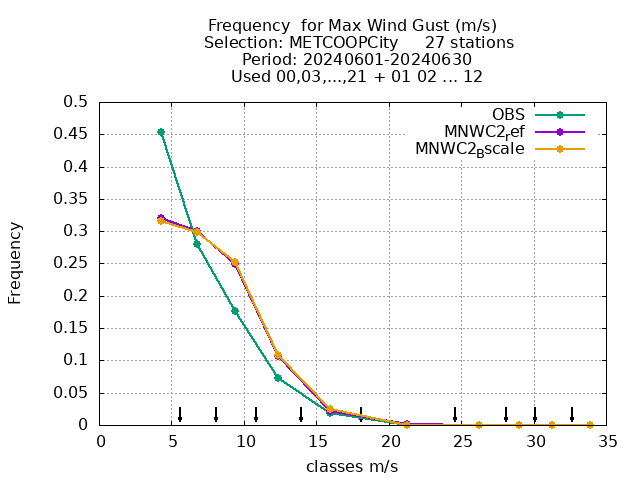 Frequency  for Max Wind Gust (m/s)
Selection: METCOOPCity     27 stations
Period: 20240601-20240630
Used 00,03,...,21 + 01 02 ... 12
OBS
MNWC2ref
MNWC2Bscale
0.5
0.45
0.4
0.35
0.3
0.25
0.2
0.15
0.1
0.05
0
Frequency
0 5 10 15 20 25 30 35
classes m/s